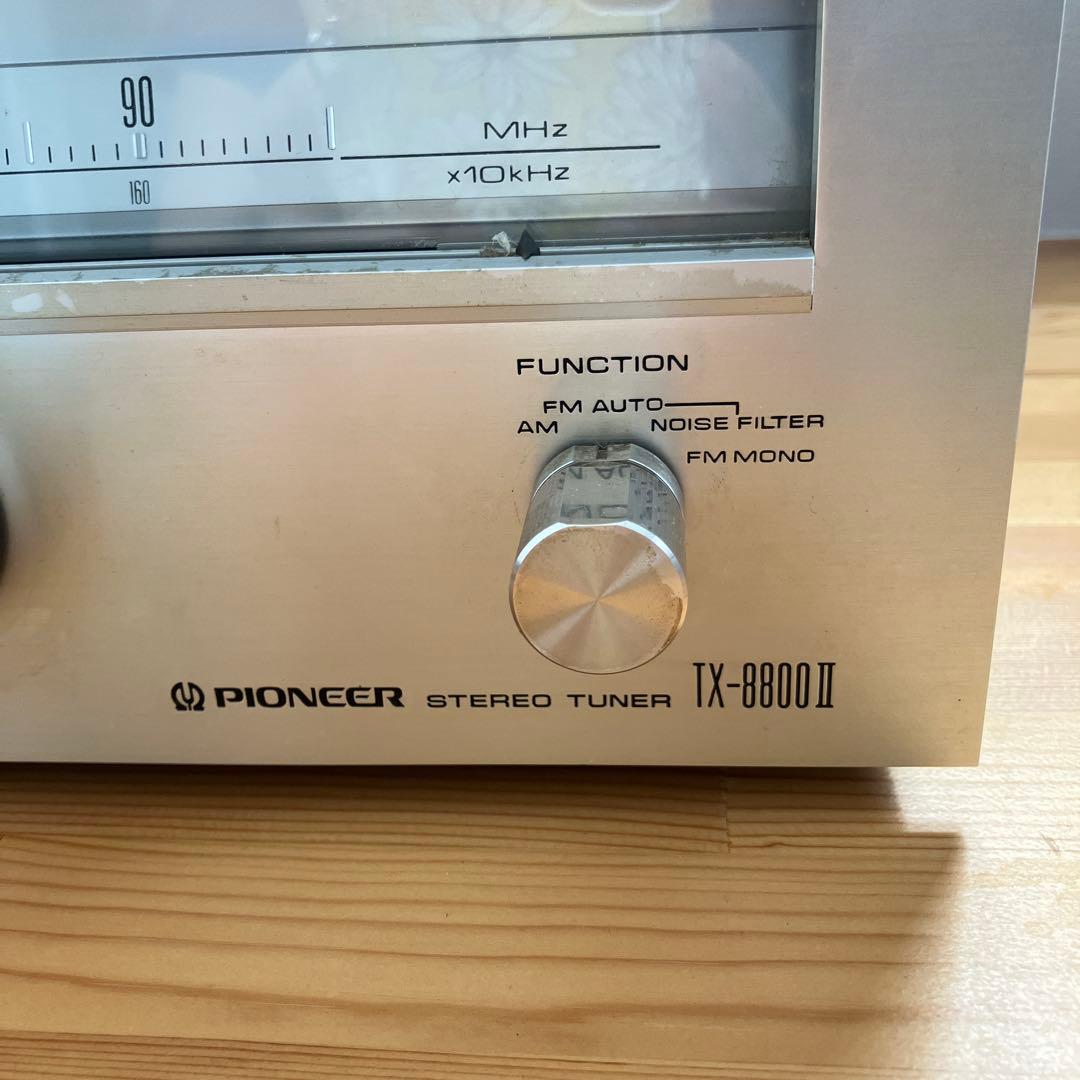 90
MHz
160
x10kHz
FUNCTION
FM AUTO
AM NOISE FILTER
FM MONO
PIONEER STEREO TUNER TX-8800II